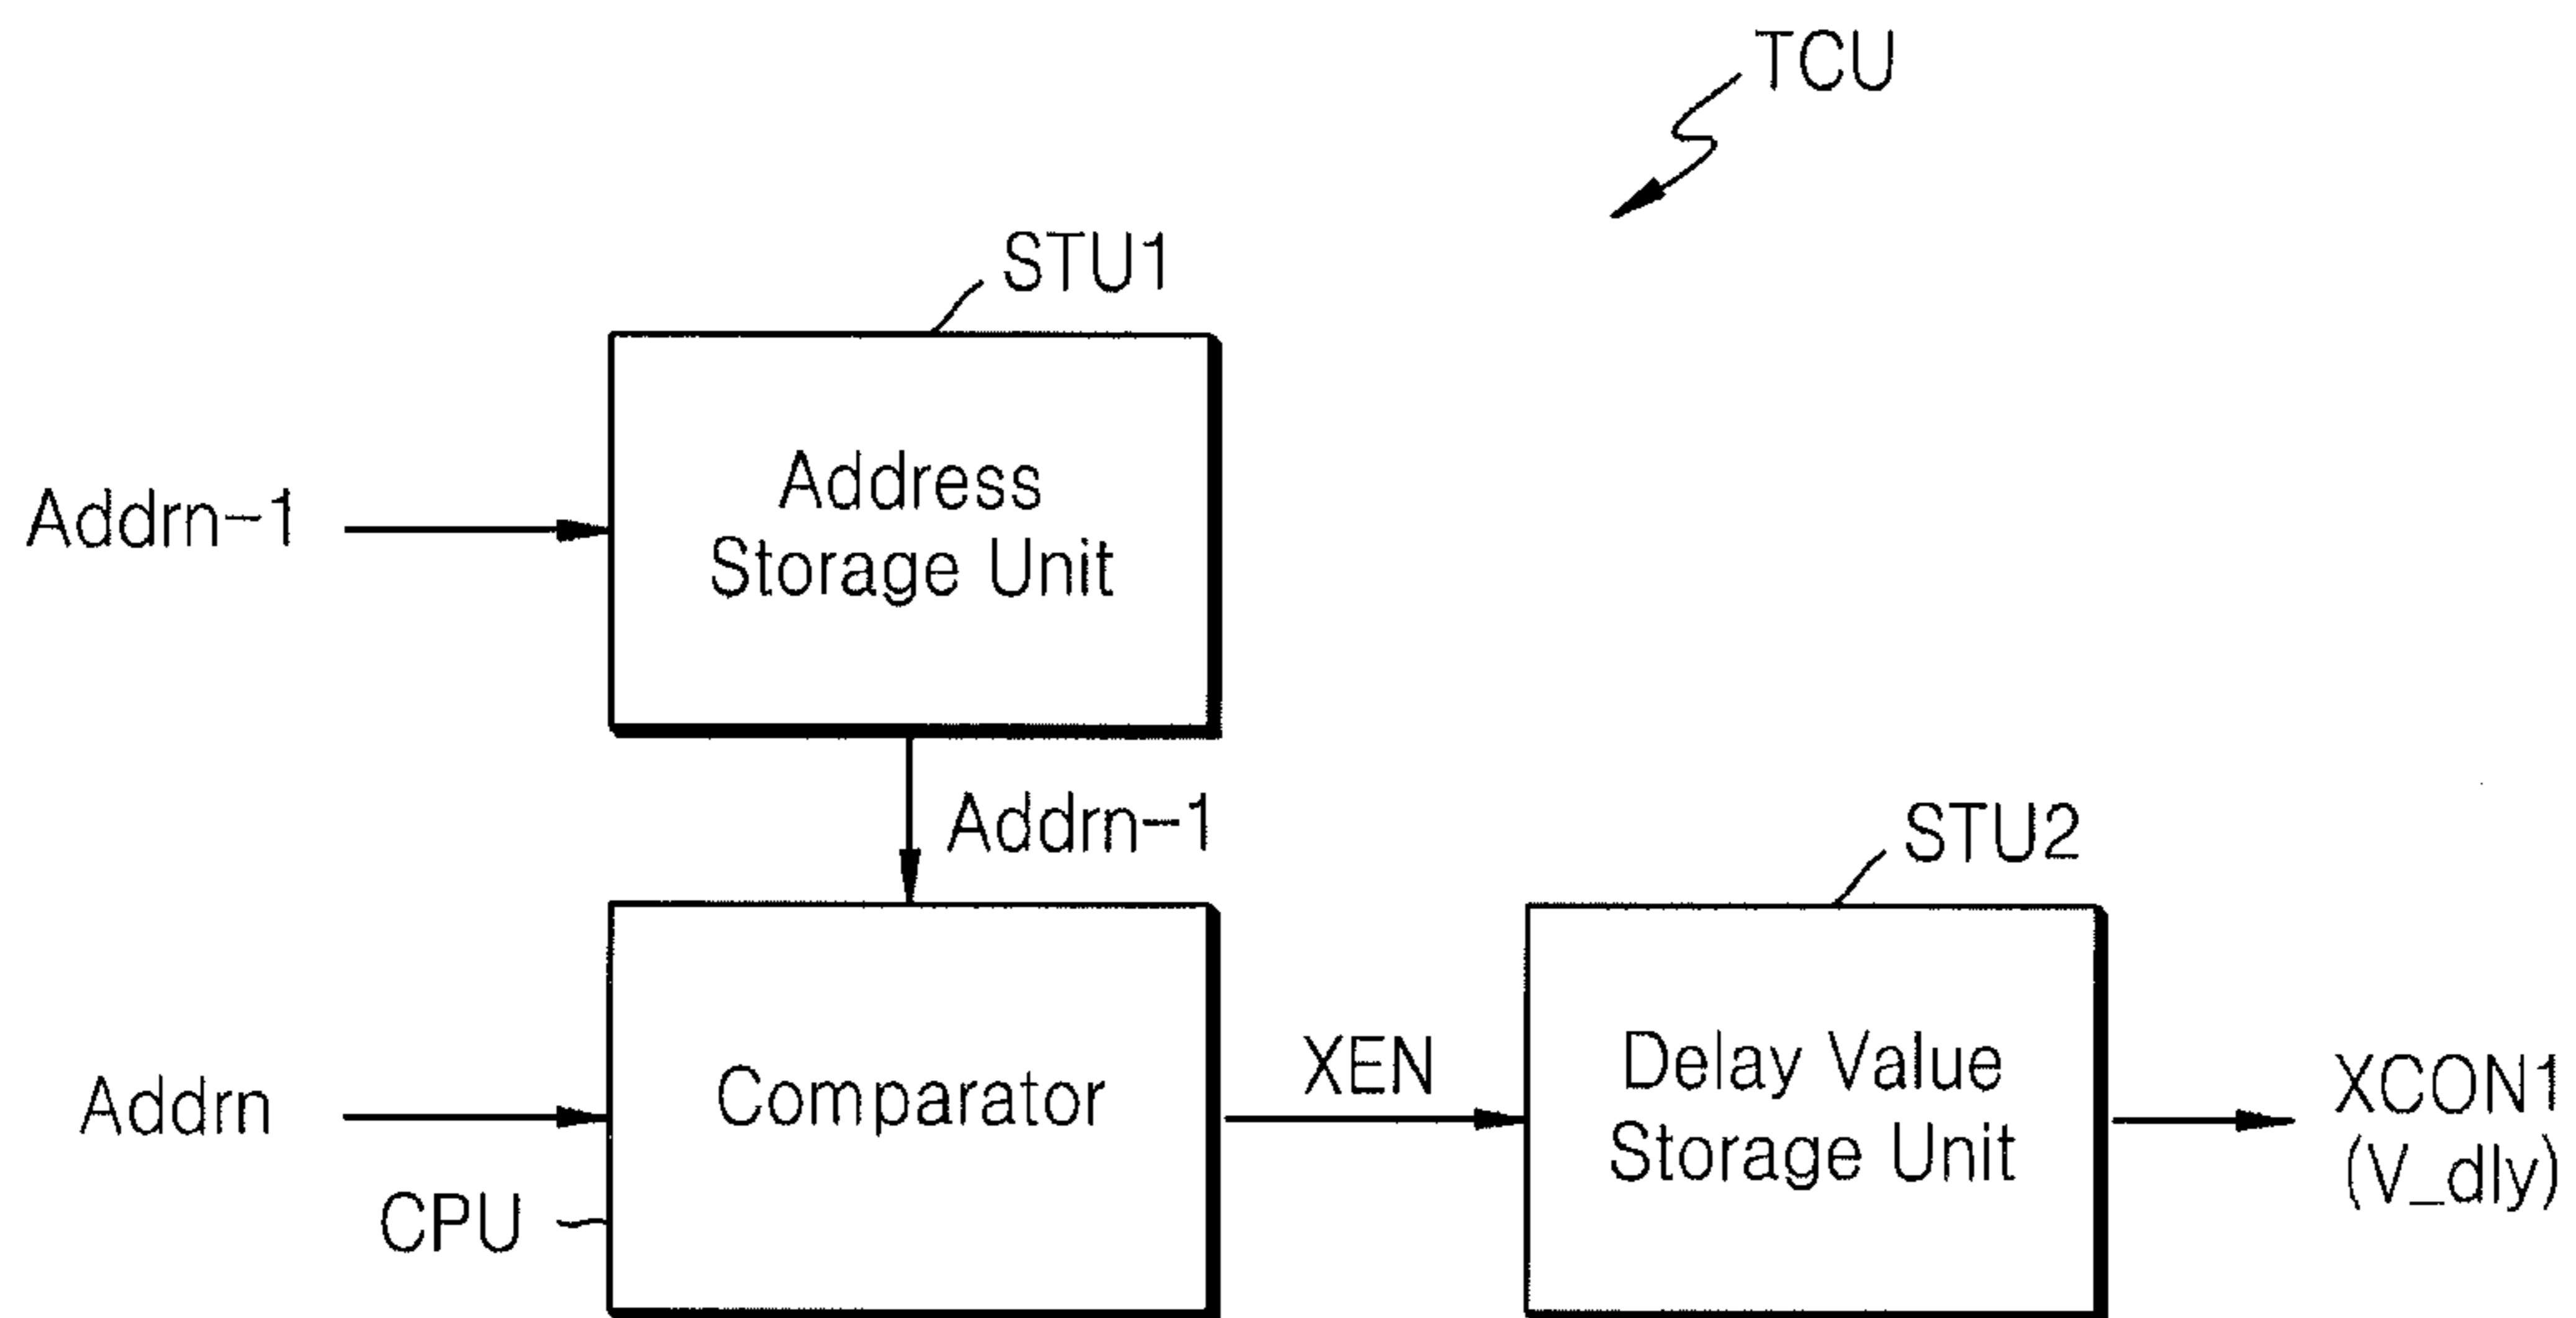 TCU
STU1
Address
Storage Unit
Addrn-1
Addrn-1
STU2
Comparator
Addrn
CPU
XEN
Delay Value
Storage Unit
XCON1
(V_dly)